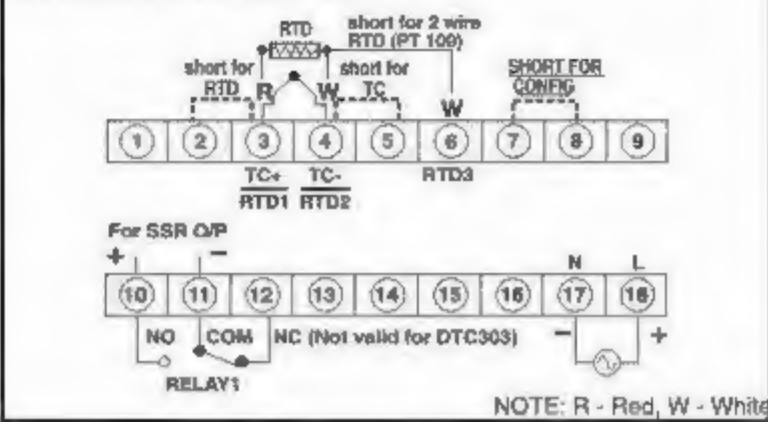 RTD short for 2 wire
RTD (PT 100)
short for RTD
short for TC
SHORT FOR CONFIG
R W W
1 2 3 4 5 6 7 8 9
TC+ TC- RTD3
RTD1 RTD2
For SSR O/P
+ - N L
10 11 12 13 14 15 16 17 18
NO COM NC (Not valid for DTC303) - +
RELAY1
NOTE: R - Red, W - White